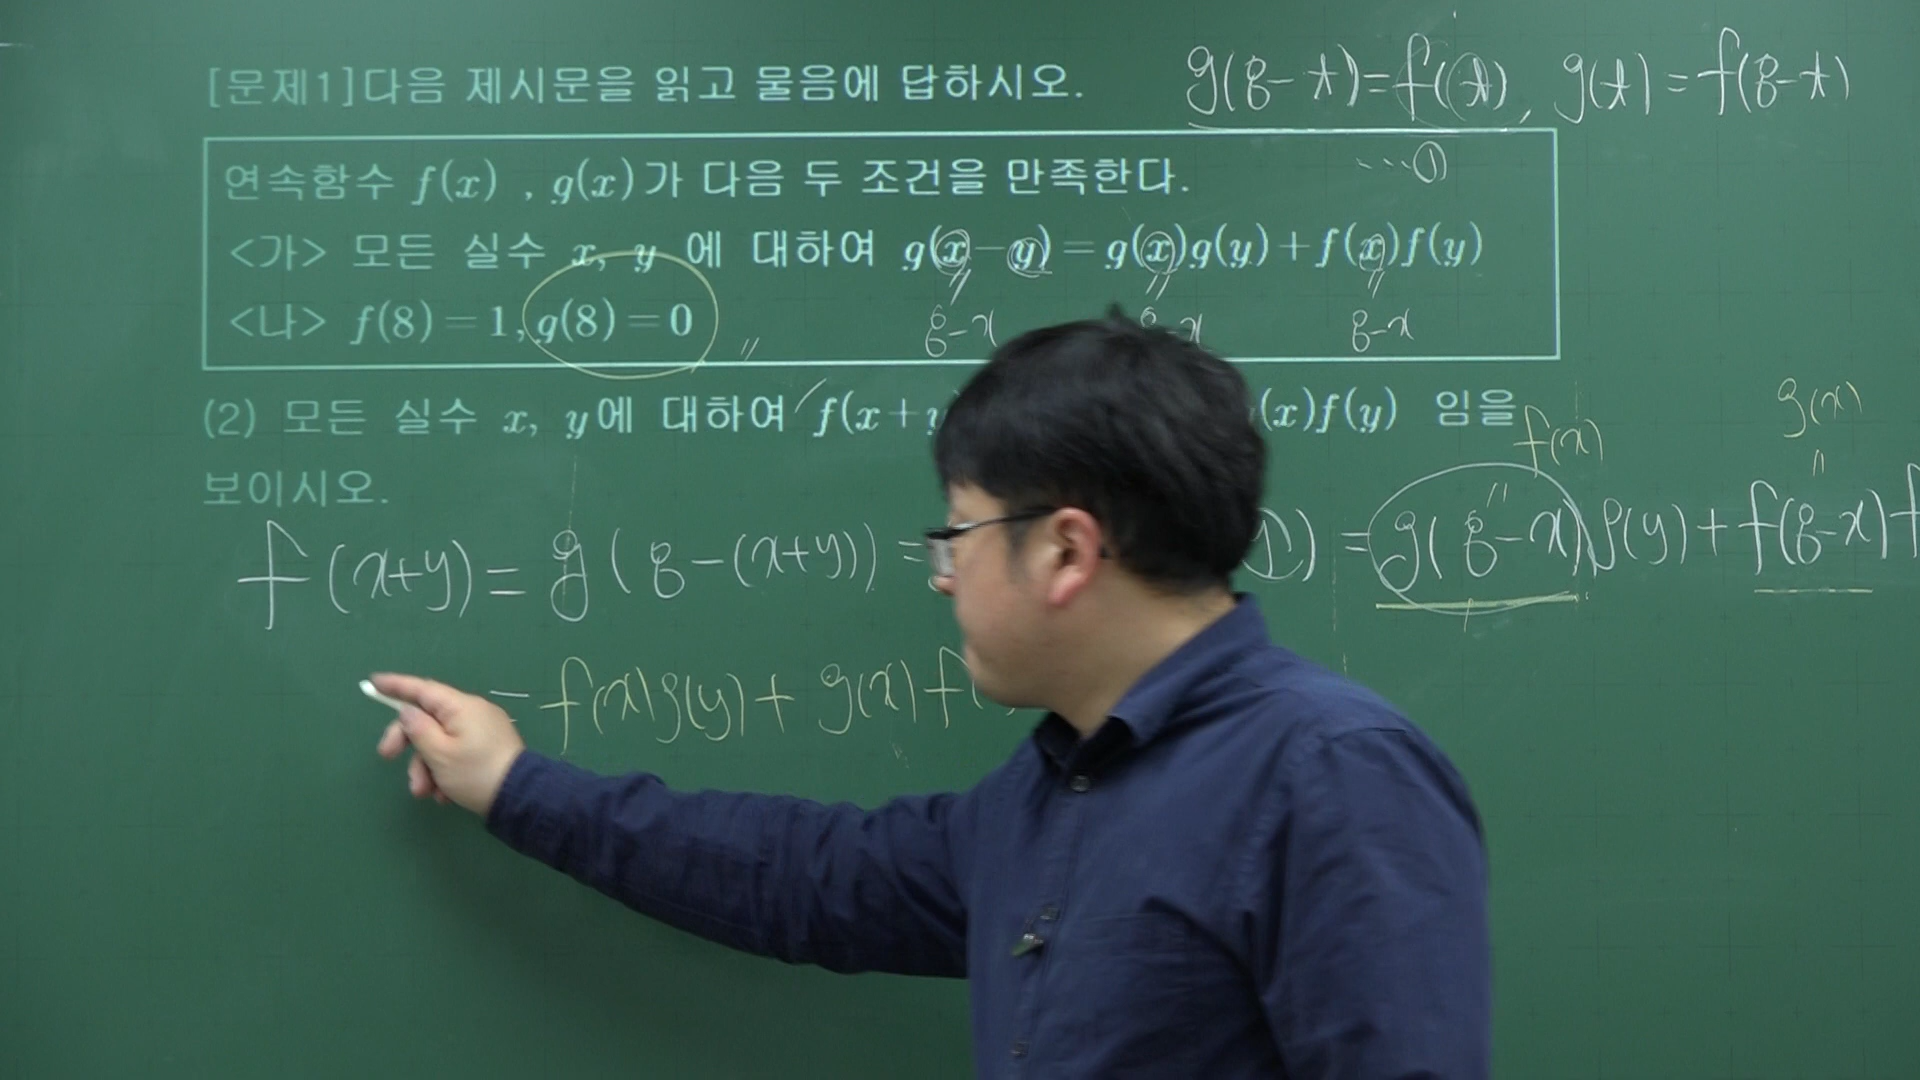 [문제1]다음 제시문을 읽고 물음에 답하시오.
g(8-t)=f(t), g(t)=f(8-t)
···①
연속함수 f(x) , g(x)가 다음 두 조건을 만족한다.
<가> 모든 실수 x, y 에 대하여 g(x-y)=g(x)g(y)+f(x)f(y)
<나> f(8)=1, g(8)=0
8-x 8-x 8-x
(2) 모든 실수 x, y에 대하여 f(x+y (x)f(y) 임을
보이시오.
f(x) g(x)
f(x+y) = g(8-(x+y)) = ) = g(8-x)g(y)+f(8-x)f
= f(x)g(y)+g(x)f(